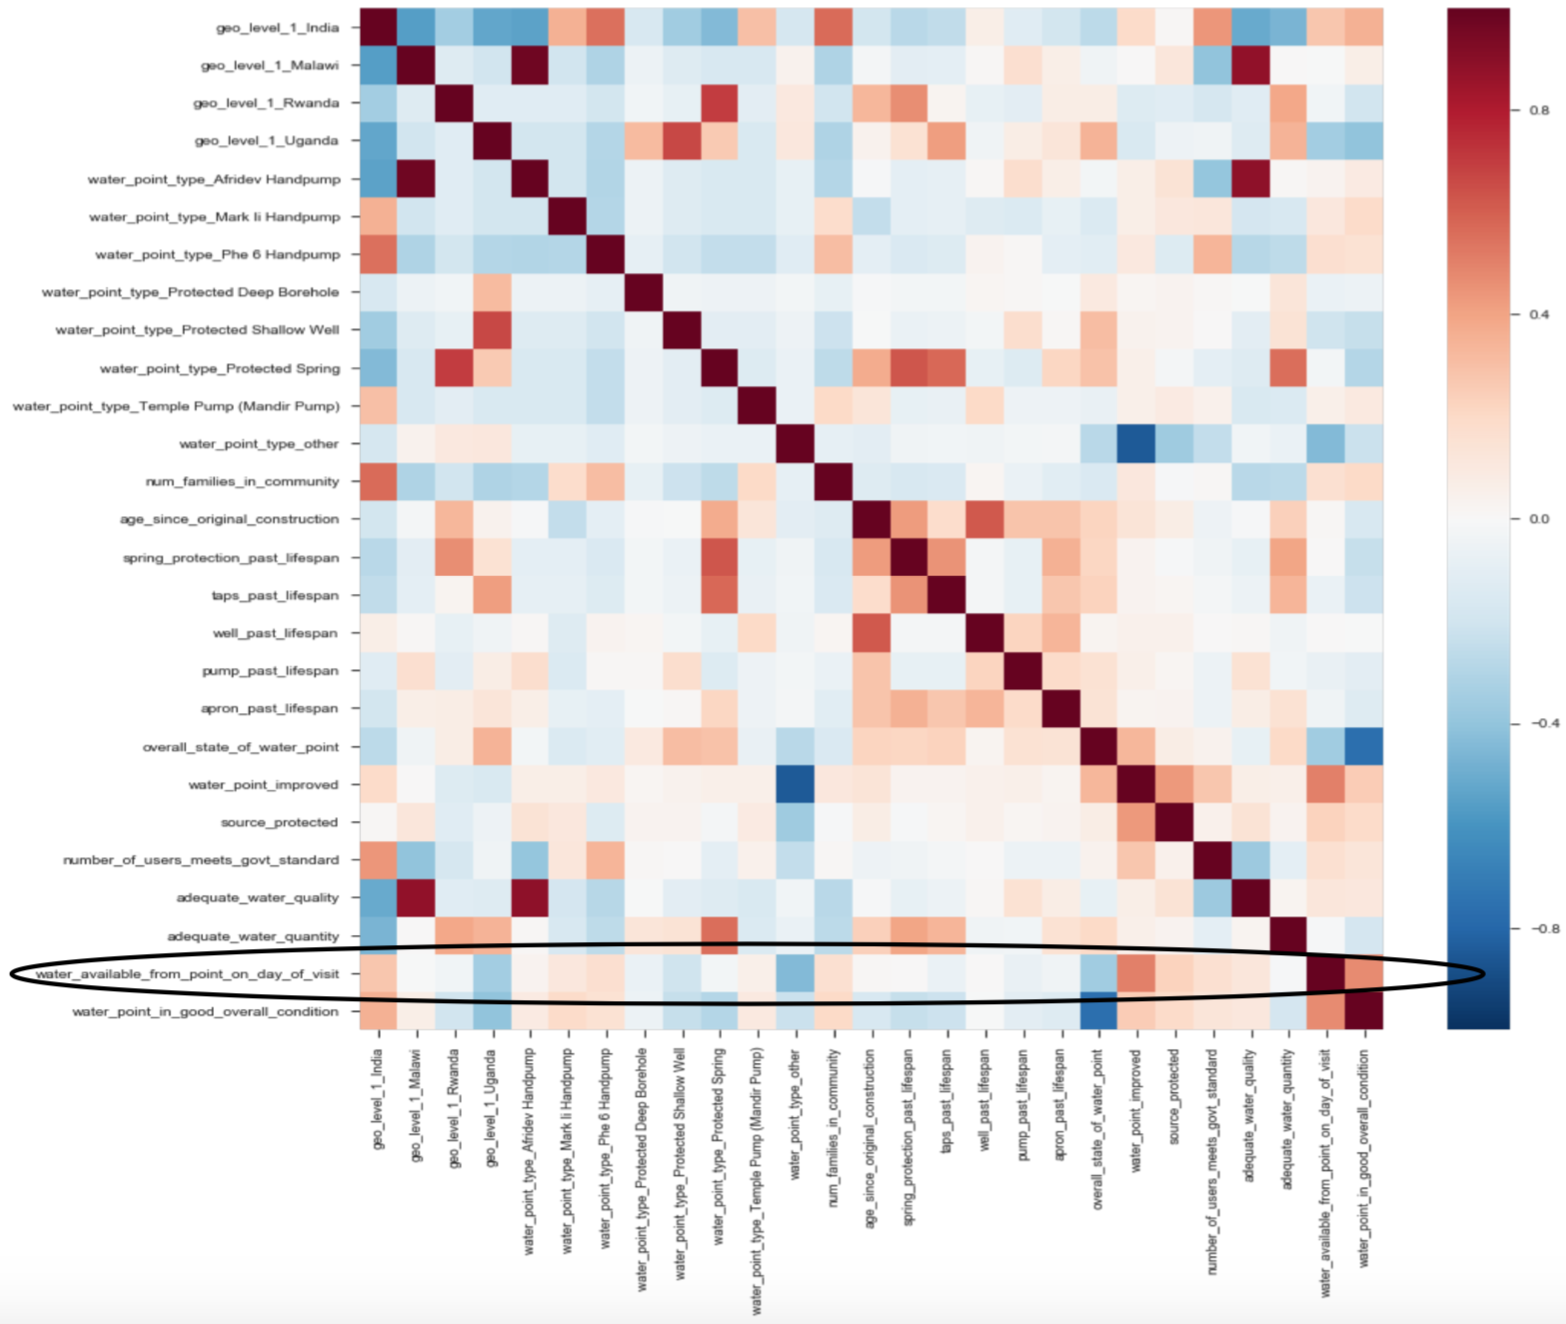 geo_level_1_India
geo_level_1_Malawi
geo_level_1_Rwanda
geo_level_1_Uganda
water_point_type_Afridev Handpump
water_point_type_Mark Ii Handpump
water_point_type_Phe 6 Handpump
water_point_type_Protected Deep Borehole
water_point_type_Protected Shallow Well
water_point_type_Protected Spring
water_point_type_Temple Pump (Mandir Pump)
water_point_type_other
num_families_in_community
age_since_original_construction
spring_protection_past_lifespan
taps_past_lifespan
well_past_lifespan
pump_past_lifespan
apron_past_lifespan
overall_state_of_water_point
water_point_improved
source_protected
number_of_users_meets_govt_standard
adequate_water_quality
adequate_water_quantity
water_available_from_point_on_day_of_visit
water_point_in_good_overall_condition
geo_level_1_India
geo_level_1_Malawi
geo_level_1_Rwanda
geo_level_1_Uganda
water_point_type_Afridev Handpump
water_point_type_Mark Ii Handpump
water_point_type_Phe 6 Handpump
water_point_type_Protected Deep Borehole
water_point_type_Protected Shallow Well
water_point_type_Protected Spring
water_point_type_Temple Pump (Mandir Pump)
water_point_type_other
num_families_in_community
age_since_original_construction
spring_protection_past_lifespan
taps_past_lifespan
well_past_lifespan
pump_past_lifespan
apron_past_lifespan
overall_state_of_water_point
water_point_improved
source_protected
number_of_users_meets_govt_standard
adequate_water_quality
adequate_water_quantity
water_available_from_point_on_day_of_visit
water_point_in_good_overall_condition
0.8
0.4
0.0
−0.4
−0.8